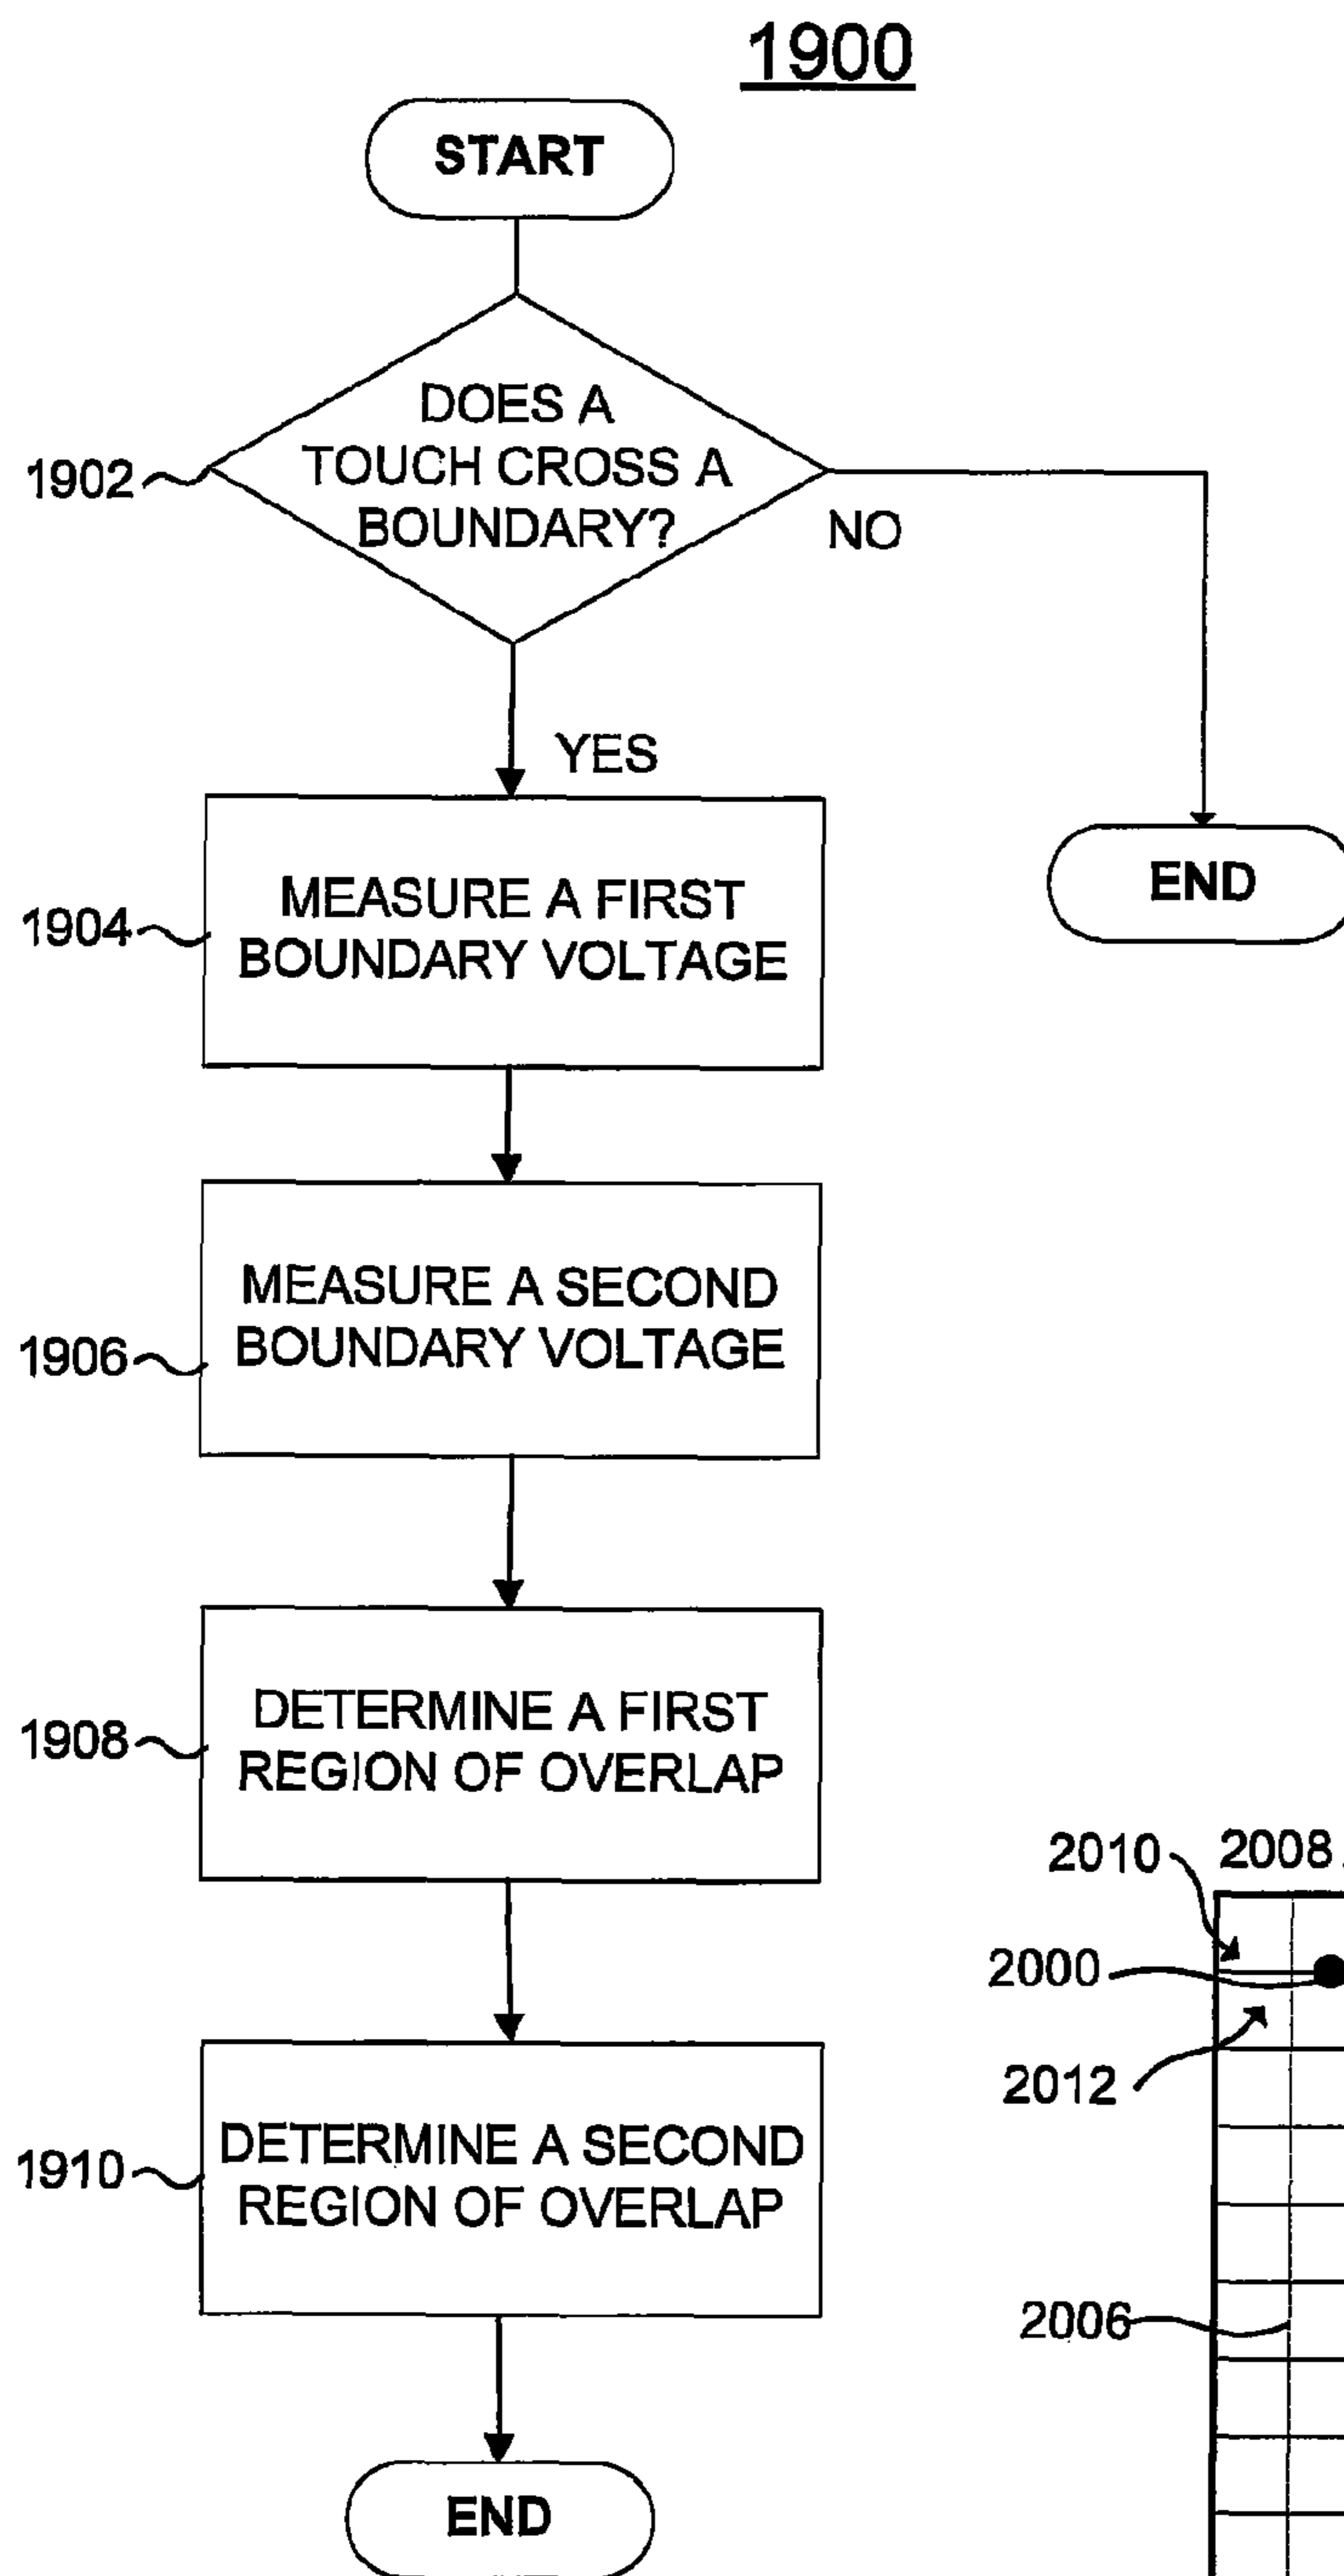 1900
START
DOES A
TOUCH CROSS A
BOUNDARY?
1902
NO
YES
MEASURE A FIRST
BOUNDARY VOLTAGE
1904
END
MEASURE A SECOND
BOUNDARY VOLTAGE
1906
DETERMINE A FIRST
REGION OF OVERLAP
1908
DETERMINE A SECOND
REGION OF OVERLAP
1910
END
2010
2008
2000
2012
2006